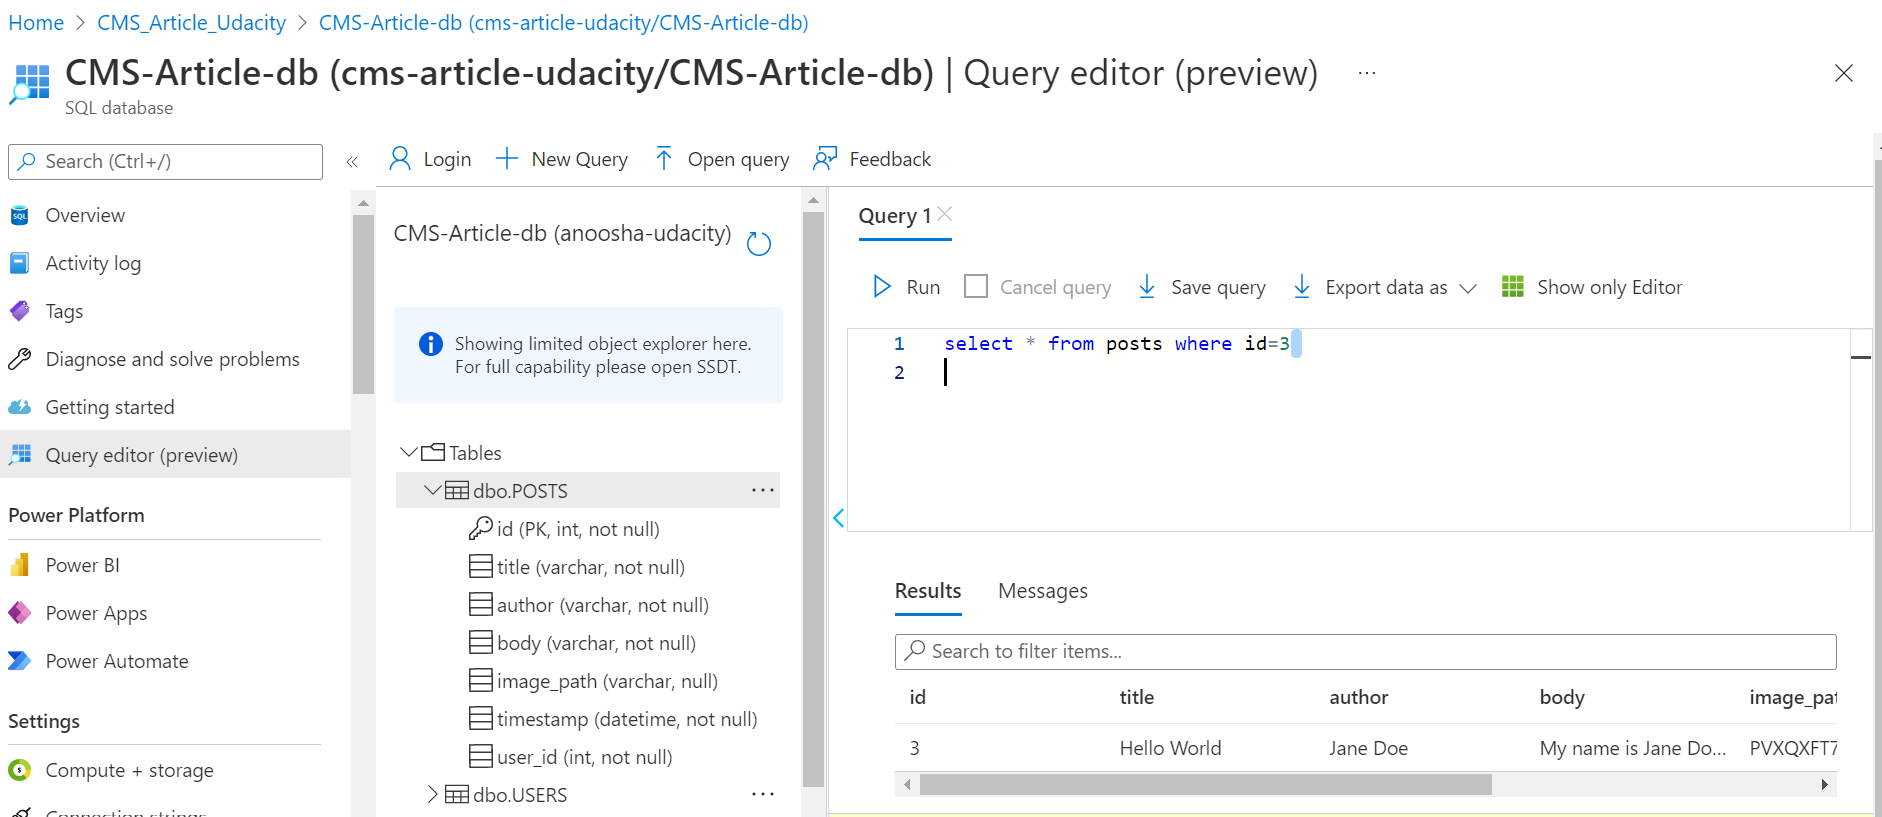 Home > CMS_Article_Udacity > CMS-Article-db (cms-article-udacity/CMS-Article-db)
CMS-Article-db (cms-article-udacity/CMS-Article-db) | Query editor (preview) ...
SQL database
Search (Ctrl+/)
«
Overview
Activity log
Tags
Diagnose and solve problems
Getting started
Query editor (preview)
Power Platform
Power BI
Power Apps
Power Automate
Settings
Compute + storage
Connection strings
Login
New Query
Open query
Feedback
CMS-Article-db (anoosha-udacity)
Showing limited object explorer here.
For full capability please open SSDT.
Tables
dbo.POSTS ...
id (PK, int, not null)
title (varchar, not null)
author (varchar, not null)
body (varchar, not null)
image_path (varchar, null)
timestamp (datetime, not null)
user_id (int, not null)
dbo.USERS ...
Query 1
Run Cancel query Save query Export data as Show only Editor
1 select * from posts where id=3
2
Results Messages
Search to filter items...
id title author body image_pat
3 Hello World Jane Doe My name is Jane Do... PVXQXFT7